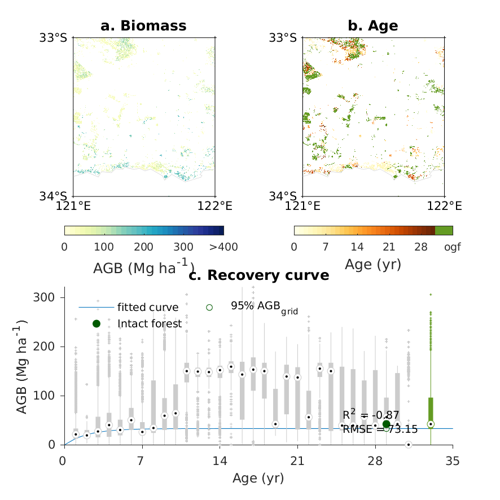 a. Biomass
b. Age
33°S
33°S
34°S
34°S
121°E
122°E
121°E
122°E
0 100 200 300 >400
0 7 14 21 28 ogf
AGB (Mg ha⁻¹)
Age (yr)
c. Recovery curve
300
200
100
0
AGB (Mg ha⁻¹)
fitted curve
95% AGBgrid
Intact forest
R² = -0.87
RMSE = 73.15
0 7 14 21 28 35
Age (yr)